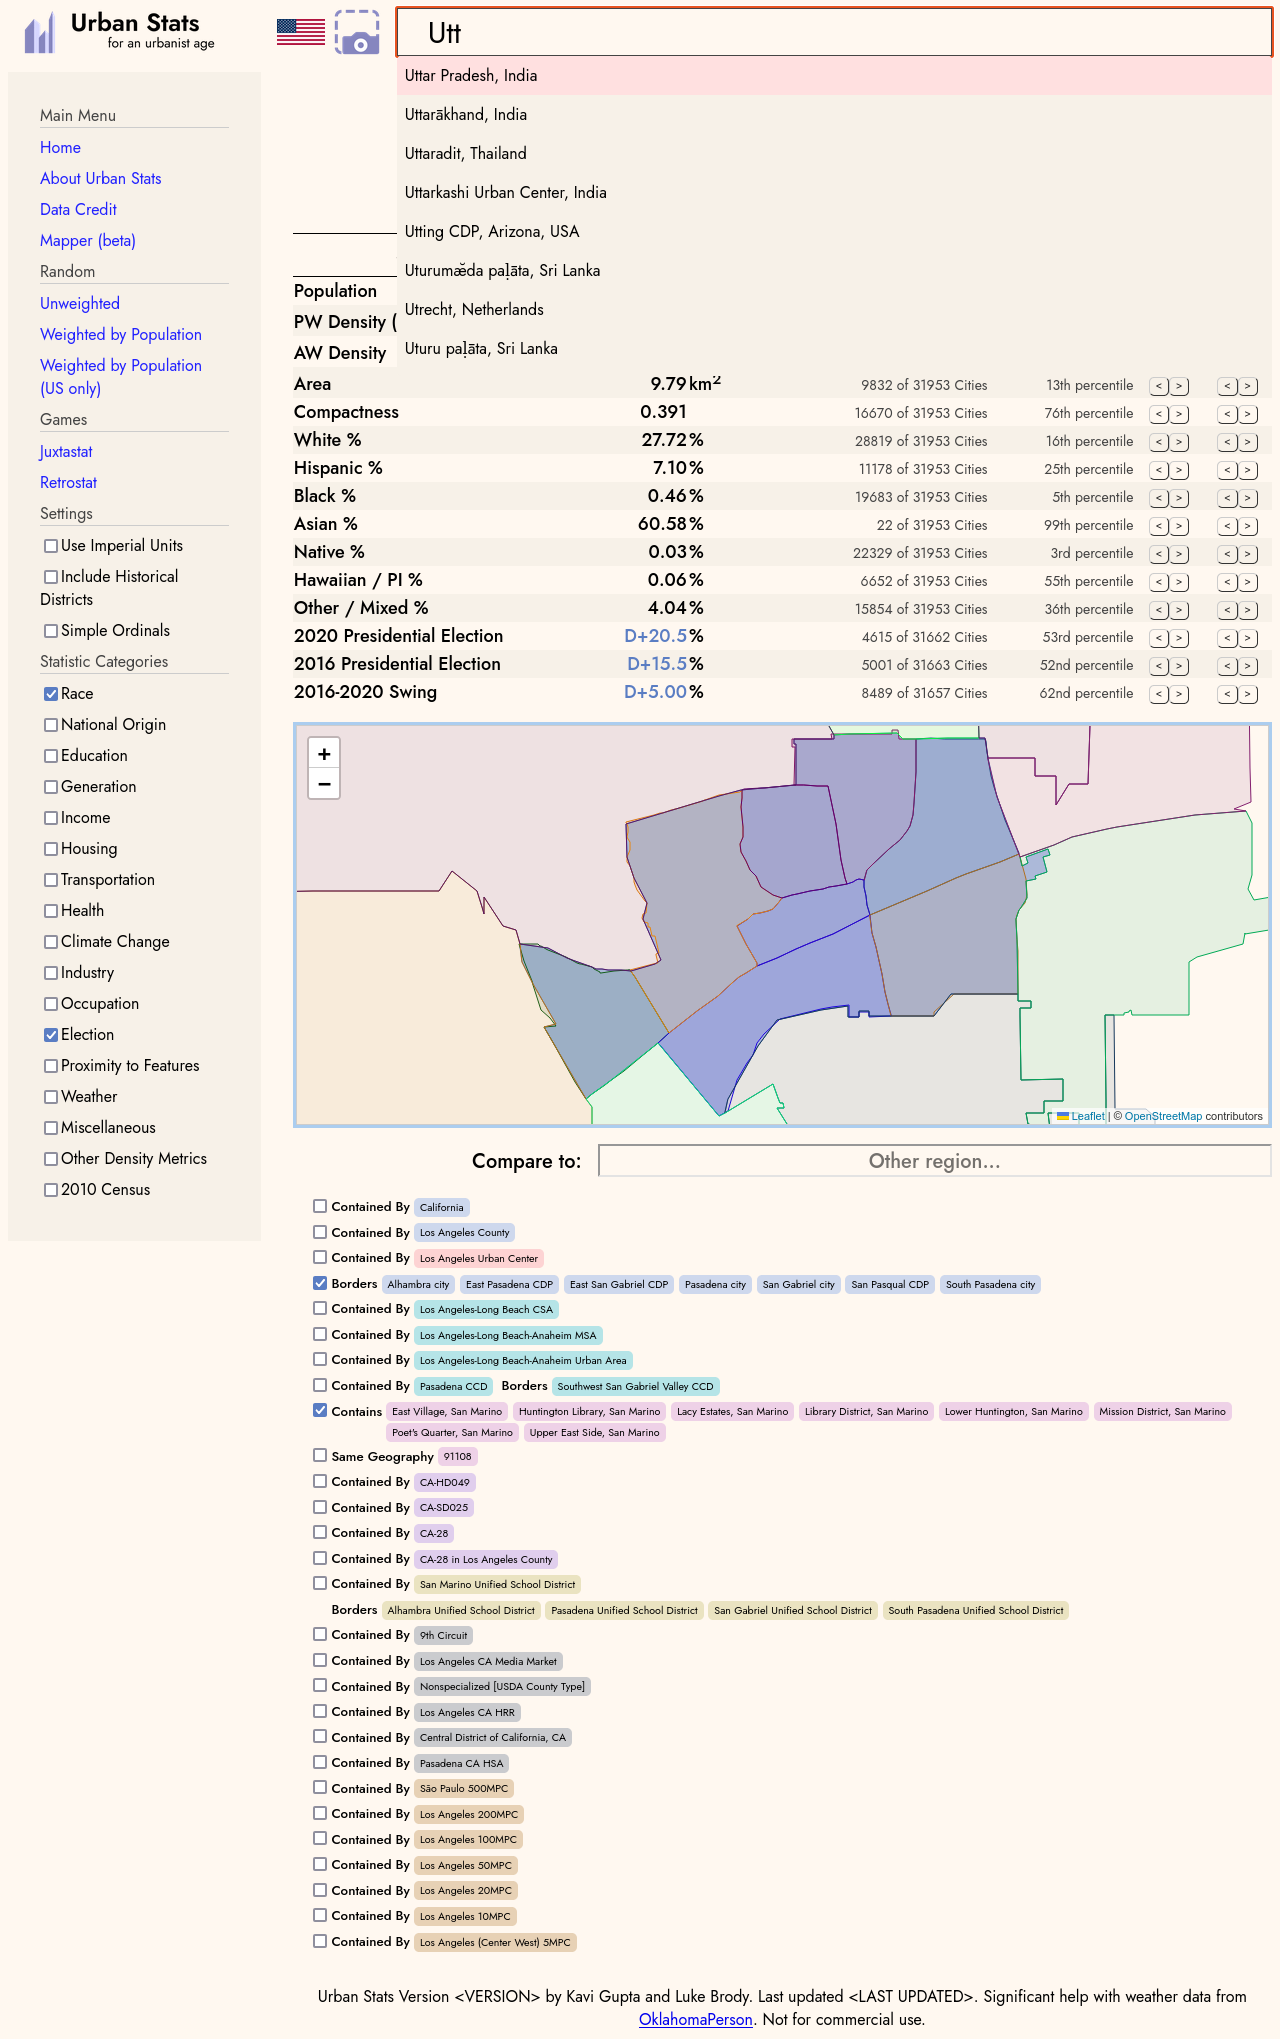 Urban Stats
for an urbanist age
Utt
Uttar Pradesh, India
Uttarākhand, India
Uttaradit, Thailand
Uttarkashi Urban Center, India
Utting CDP, Arizona, USA
Uturumæ̆da paḷāta, Sri Lanka
Utrecht, Netherlands
Uturu paḷāta, Sri Lanka
Main Menu
Home
About Urban Stats
Data Credit
Mapper (beta)
Random
Unweighted
Weighted by Population
Weighted by Population
(US only)
Games
Juxtastat
Retrostat
Settings
Use Imperial Units
Include Historical
Districts
Simple Ordinals
Statistic Categories
Race
National Origin
Education
Generation
Income
Housing
Transportation
Health
Climate Change
Industry
Occupation
Election
Proximity to Features
Weather
Miscellaneous
Other Density Metrics
2010 Census
Population
PW Density (
AW Density
Area 9.79 km² 9832 of 31953 Cities 13th percentile < > < >
Compactness 0.391 16670 of 31953 Cities 76th percentile < > < >
White % 27.72% 28819 of 31953 Cities 16th percentile < > < >
Hispanic % 7.10% 11178 of 31953 Cities 25th percentile < > < >
Black % 0.46% 19683 of 31953 Cities 5th percentile < > < >
Asian % 60.58% 22 of 31953 Cities 99th percentile < > < >
Native % 0.03% 22329 of 31953 Cities 3rd percentile < > < >
Hawaiian / PI % 0.06% 6652 of 31953 Cities 55th percentile < > < >
Other / Mixed % 4.04% 15854 of 31953 Cities 36th percentile < > < >
2020 Presidential Election D+20.5% 4615 of 31662 Cities 53rd percentile < > < >
2016 Presidential Election D+15.5% 5001 of 31663 Cities 52nd percentile < > < >
2016-2020 Swing D+5.00% 8489 of 31657 Cities 62nd percentile < > < >
+
−
Leaflet | © OpenStreetMap contributors
Compare to: Other region...
Contained By California
Contained By Los Angeles County
Contained By Los Angeles Urban Center
Borders Alhambra city East Pasadena CDP East San Gabriel CDP Pasadena city San Gabriel city San Pasqual CDP South Pasadena city
Contained By Los Angeles-Long Beach CSA
Contained By Los Angeles-Long Beach-Anaheim MSA
Contained By Los Angeles-Long Beach-Anaheim Urban Area
Contained By Pasadena CCD Borders Southwest San Gabriel Valley CCD
Contains East Village, San Marino Huntington Library, San Marino Lacy Estates, San Marino Library District, San Marino Lower Huntington, San Marino Mission District, San Marino
Poet's Quarter, San Marino Upper East Side, San Marino
Same Geography 91108
Contained By CA-HD049
Contained By CA-SD025
Contained By CA-28
Contained By CA-28 in Los Angeles County
Contained By San Marino Unified School District
Borders Alhambra Unified School District Pasadena Unified School District San Gabriel Unified School District South Pasadena Unified School District
Contained By 9th Circuit
Contained By Los Angeles CA Media Market
Contained By Nonspecialized [USDA County Type]
Contained By Los Angeles CA HRR
Contained By Central District of California, CA
Contained By Pasadena CA HSA
Contained By São Paulo 500MPC
Contained By Los Angeles 200MPC
Contained By Los Angeles 100MPC
Contained By Los Angeles 50MPC
Contained By Los Angeles 20MPC
Contained By Los Angeles 10MPC
Contained By Los Angeles (Center West) 5MPC
Urban Stats Version <VERSION> by Kavi Gupta and Luke Brody. Last updated <LAST UPDATED>. Significant help with weather data from
OklahomaPerson. Not for commercial use.